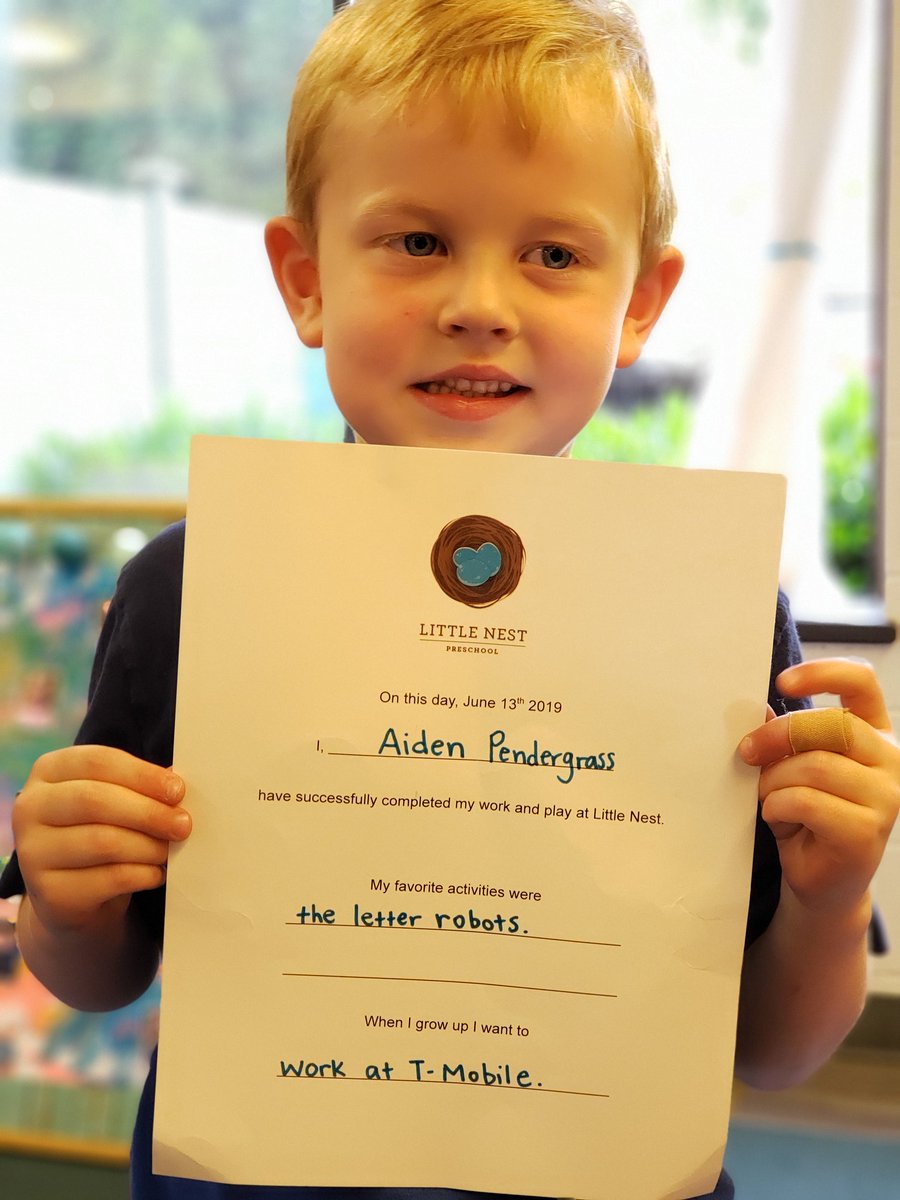 LITTLE NEST
PRESCHOOL
On this day, June 13th 2019
I, Aiden Pendergrass
have successfully completed my work and play at Little Nest.
My favorite activities were
the letter robots.
When I grow up I want to
work at T-Mobile.